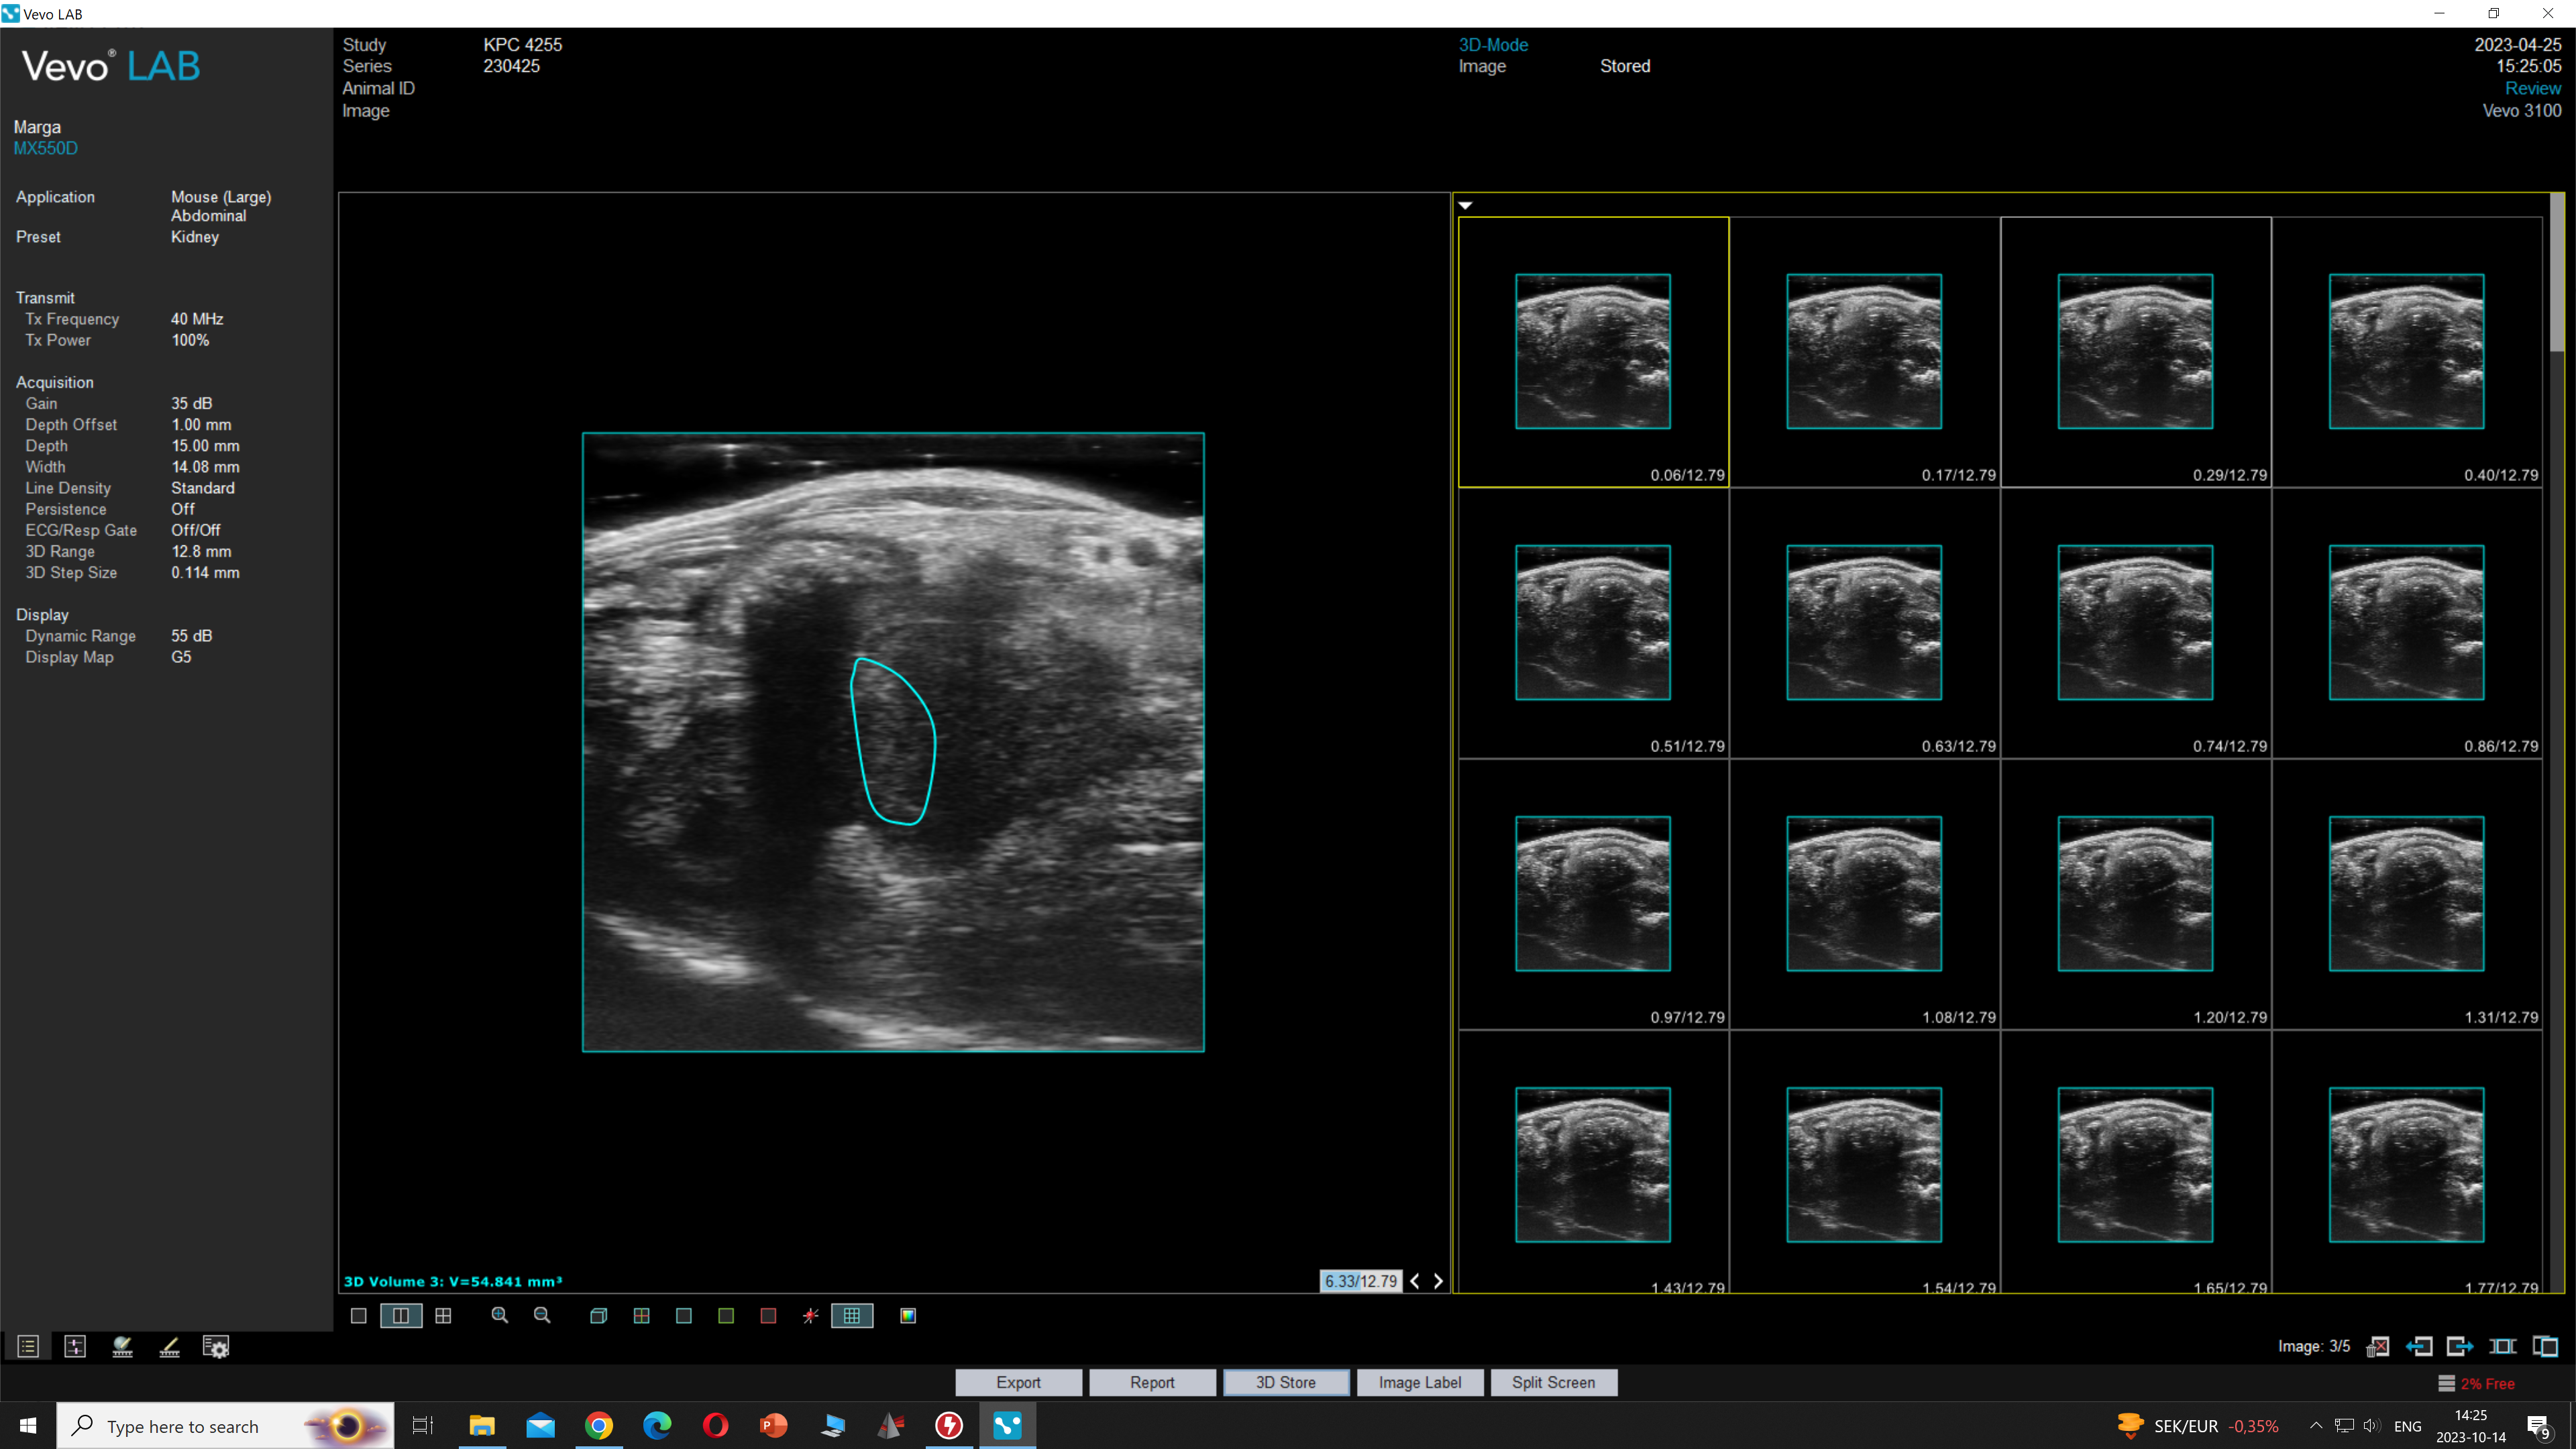 Vevo LAB
Vevo® LAB
Study KPC 4255
Series 230425
Animal ID
Image
3D-Mode
Image Stored
2023-04-25
15:25:05
Review
Vevo 3100
Marga
MX550D
Application Mouse (Large)
Abdominal
Preset Kidney
Transmit
Tx Frequency 40 MHz
Tx Power 100%
Acquisition
Gain 35 dB
Depth Offset 1.00 mm
Depth 15.00 mm
Width 14.08 mm
Line Density Standard
Persistence Off
ECG/Resp Gate Off/Off
3D Range 12.8 mm
3D Step Size 0.114 mm
Display
Dynamic Range 55 dB
Display Map G5
3D Volume 3: V=54.841 mm³
6.33/12.79
0.06/12.79 0.17/12.79 0.29/12.79 0.40/12.79
0.51/12.79 0.63/12.79 0.74/12.79 0.86/12.79
0.97/12.79 1.08/12.79 1.20/12.79 1.31/12.79
1.43/12.79 1.54/12.79 1.65/12.79 1.77/12.79
Image: 3/5
Export Report 3D Store Image Label Split Screen
2% Free
Type here to search
SEK/EUR -0,35%
ENG
14:25
2023-10-14
9